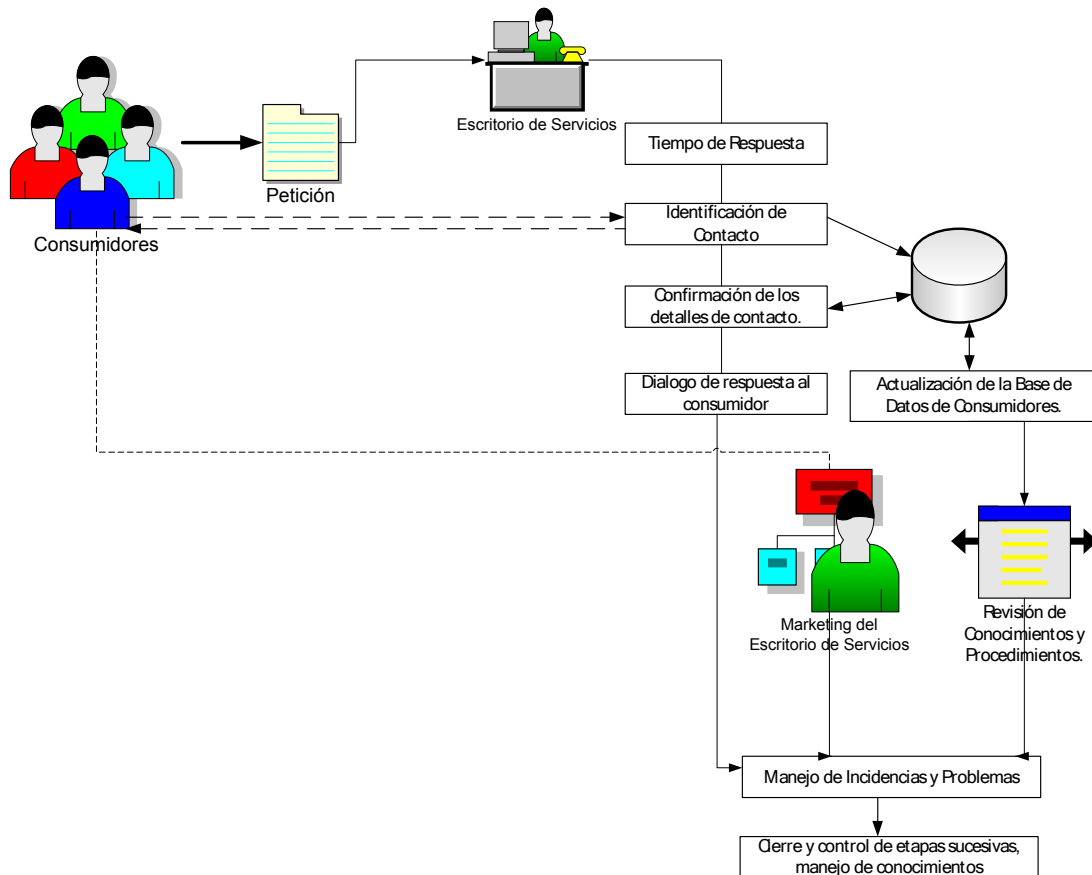 Escritorio de Servicios
Tiempo de Respuesta
Petición
Identificación de
Contacto
Consumidores
Confirmación de los
detalles de contacto.
Dialogo de respuesta al
consumidor
Actualización de la Base de
Datos de Consumidores.
Marketing del
Escritorio de Servicios
Revisión de
Conocimientos y
Procedimientos.
Manejo de Incidencias y Problemas
Cierre y control de etapas sucesivas,
manejo de conocimientos